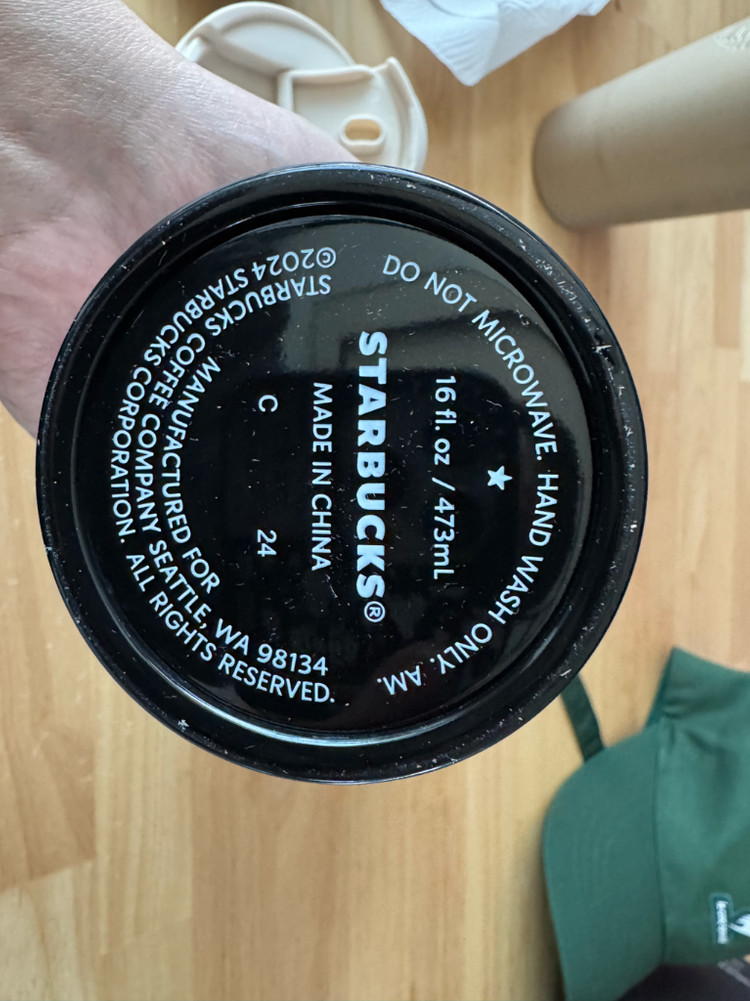 DO NOT MICROWAVE. HAND WASH ONLY. AM.
★
16 fl. oz / 473mL
STARBUCKS®
MADE IN CHINA
C 24
MANUFACTURED FOR
STARBUCKS COFFEE COMPANY SEATTLE, WA 98134
©2024 STARBUCKS CORPORATION. ALL RIGHTS RESERVED.